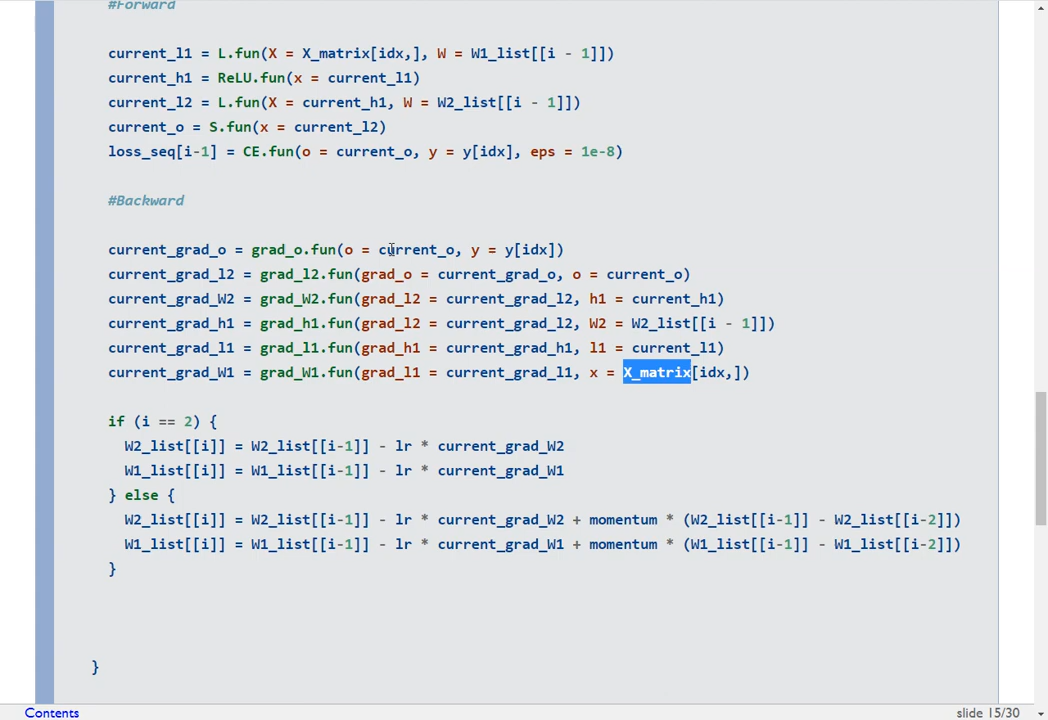 #Forward
current_l1 = L.fun(X = X_matrix[idx,], W = W1_list[[i - 1]])
current_h1 = ReLU.fun(x = current_l1)
current_l2 = L.fun(X = current_h1, W = W2_list[[i - 1]])
current_o = S.fun(x = current_l2)
loss_seq[i-1] = CE.fun(o = current_o, y = y[idx], eps = 1e-8)
#Backward
current_grad_o = grad_o.fun(o = current_o, y = y[idx])
current_grad_l2 = grad_l2.fun(grad_o = current_grad_o, o = current_o)
current_grad_W2 = grad_W2.fun(grad_l2 = current_grad_l2, h1 = current_h1)
current_grad_h1 = grad_h1.fun(grad_l2 = current_grad_l2, W2 = W2_list[[i - 1]])
current_grad_l1 = grad_l1.fun(grad_h1 = current_grad_h1, l1 = current_l1)
current_grad_W1 = grad_W1.fun(grad_l1 = current_grad_l1, x = X_matrix[idx,])
if (i == 2) {
W2_list[[i]] = W2_list[[i-1]] - lr * current_grad_W2
W1_list[[i]] = W1_list[[i-1]] - lr * current_grad_W1
} else {
W2_list[[i]] = W2_list[[i-1]] - lr * current_grad_W2 + momentum * (W2_list[[i-1]] - W2_list[[i-2]])
W1_list[[i]] = W1_list[[i-1]] - lr * current_grad_W1 + momentum * (W1_list[[i-1]] - W1_list[[i-2]])
}
}
Contents
slide 15/30